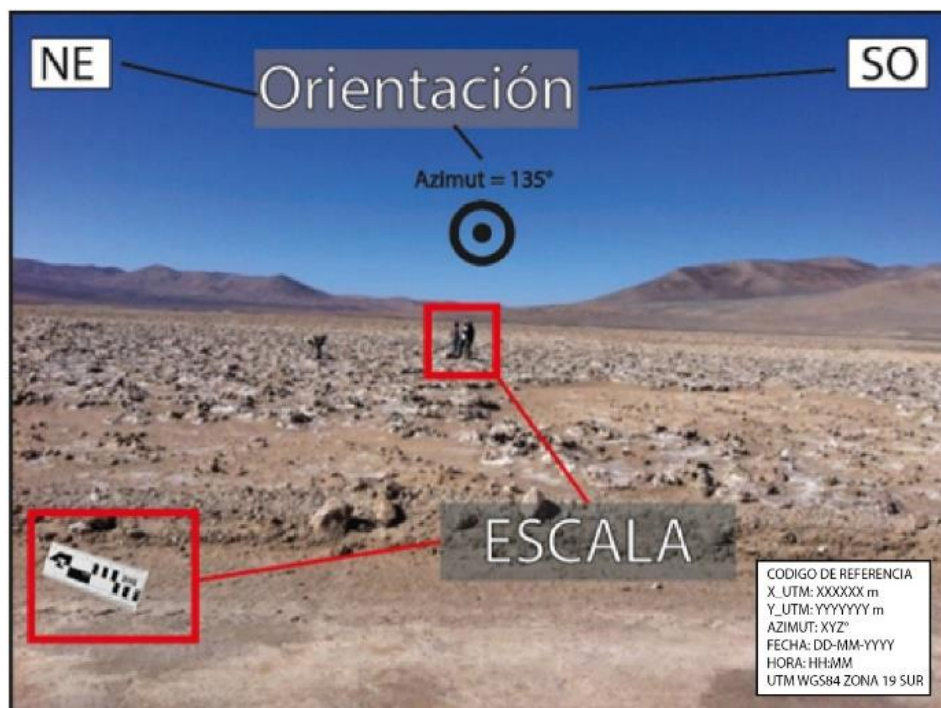 NE
SO
Orientación
Azimut = 135°
ESCALA
CODIGO DE REFERENCIA
X_UTM: XXXXXX m
Y_UTM: YYYYYYY m
AZIMUT: XYZ°
FECHA: DD-MM-YYYY
HORA: HH:MM
UTM WGS84 ZONA 19 SUR